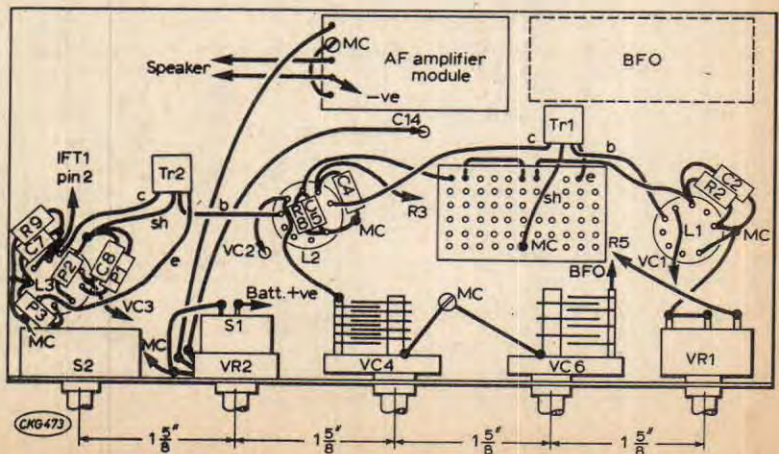 MC
AF amplifier
module
BFO
Speaker
-ve
C14
IFT1
pin 2
Tr2
Tr1
c
b
c
sh
e
b
c
sh
e
R9
C7
P2
C8
P1
L3
P3
VC3
MC
R10
C10
C4
L2
R3
MC
VC2
MC
R5
BFO
C2
R2
L1
MC
VC1
Batt.+ve
S1
MC
S2
VR2
VC4
MC
VC6
VR1
CKG473
1 5/8"
1 5/8"
1 5/8"
1 5/8"